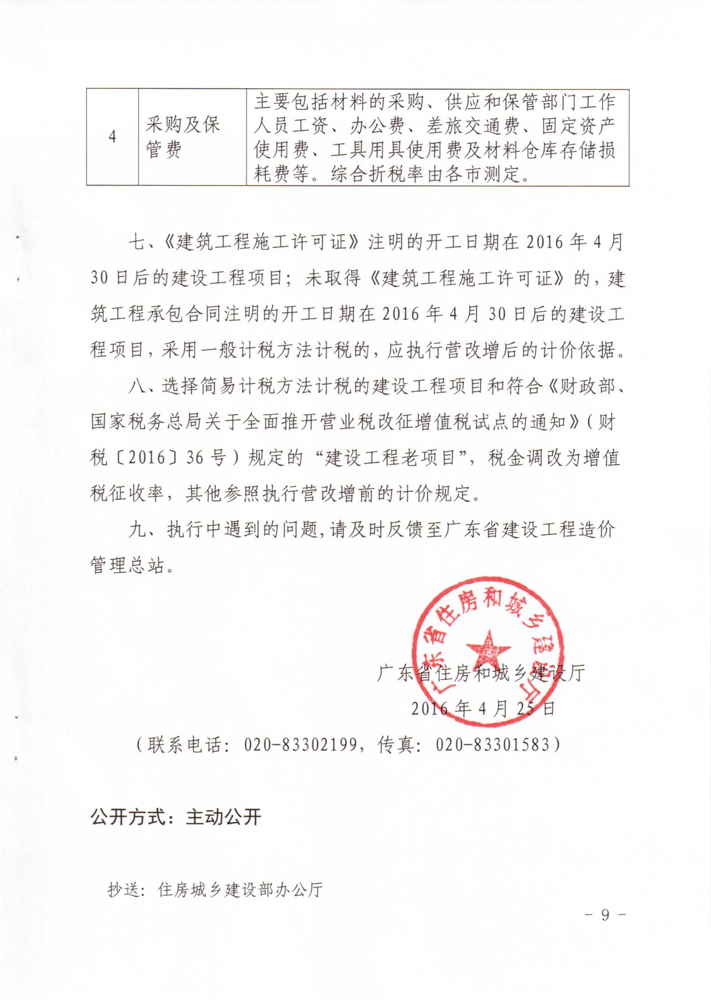 4
采购及保
管费
主要包括材料的采购、供应和保管部门工作
人员工资、办公费、差旅交通费、固定资产
使用费、工具用具使用费及材料仓库存储损
耗费等。综合折税率由各市测定。
七、《建筑工程施工许可证》注明的开工日期在 2016 年 4 月
30 日后的建设工程项目；未取得《建筑工程施工许可证》的，建
筑工程承包合同注明的开工日期在 2016 年 4 月 30 日后的建设工
程项目，采用一般计税方法计税的，应执行营改增后的计价依据。
八、选择简易计税方法计税的建设工程项目和符合《财政部、
国家税务总局关于全面推开营业税改征增值税试点的通知》（财
税〔2016〕36 号）规定的“建设工程老项目”，税金调改为增值
税征收率，其他参照执行营改增前的计价规定。
九、执行中遇到的问题,请及时反馈至广东省建设工程造价
管理总站。
广东省住房和城乡建设厅
广东省住房和城乡建设厅
2016 年 4 月 25 日
（联系电话：020-83302199，传真：020-83301583）
公开方式：主动公开
抄送：住房城乡建设部办公厅
- 9 -